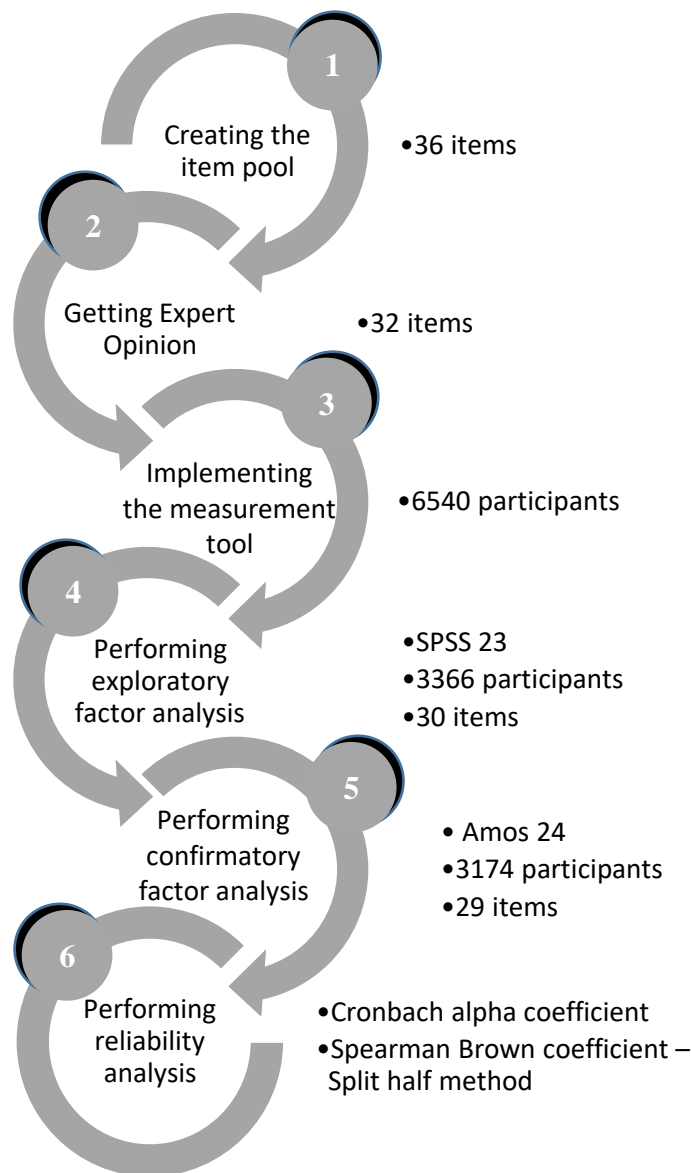 1
Creating the
item pool
•36 items
2
Getting Expert
Opinion
•32 items
3
Implementing
the measurement
tool
•6540 participants
4
Performing
exploratory
factor analysis
•SPSS 23
•3366 participants
•30 items
5
Performing
confirmatory
factor analysis
• Amos 24
•3174 participants
•29 items
6
Performing
reliability
analysis
•Cronbach alpha coefficient
•Spearman Brown coefficient –
Split half method